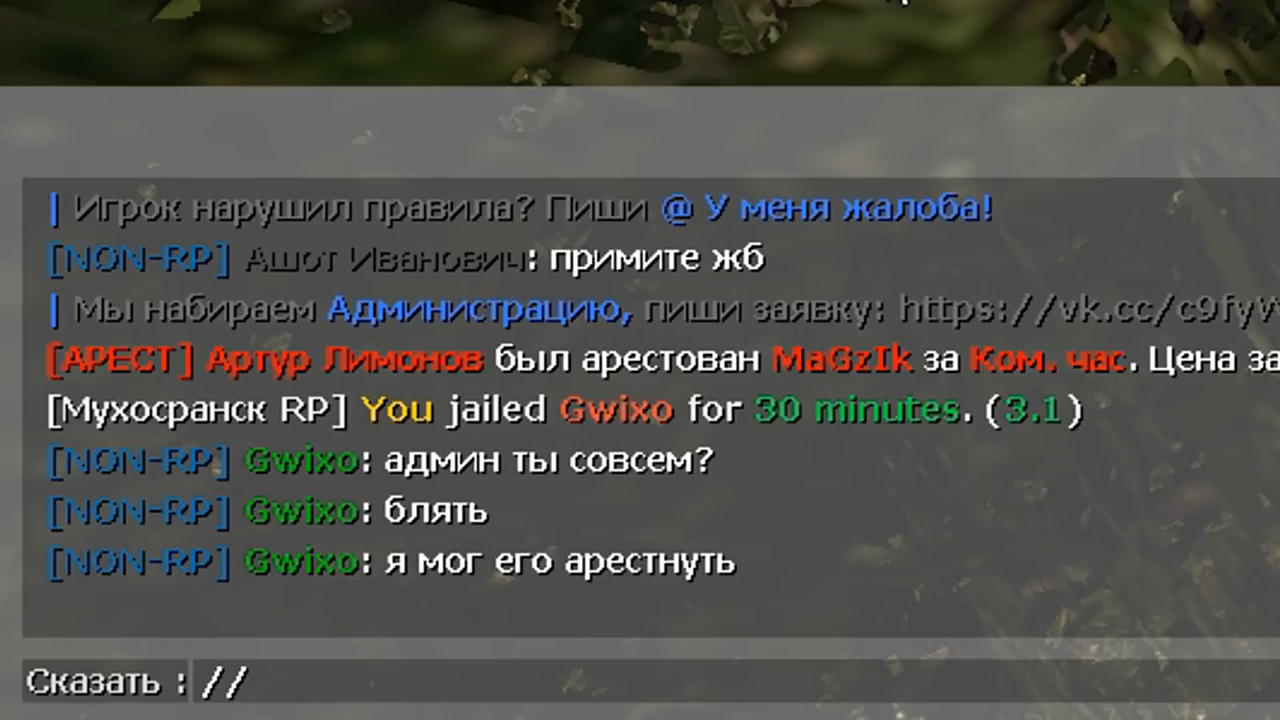 | Игрок нарушил правила? Пиши @ У меня жалоба!
[NON-RP] Ашот Иванович: примите жб
| Мы набираем Администрацию, пиши заявку: https://vk.cc/c9fyW
[АРЕСТ] Артур Лимонов был арестован MaGzIk за Ком. час. Цена за
[Мухосранск RP] You jailed Gwixo for 30 minutes. (3.1)
[NON-RP] Gwixo: админ ты совсем?
[NON-RP] Gwixo: блять
[NON-RP] Gwixo: я мог его арестнуть
Сказать : //